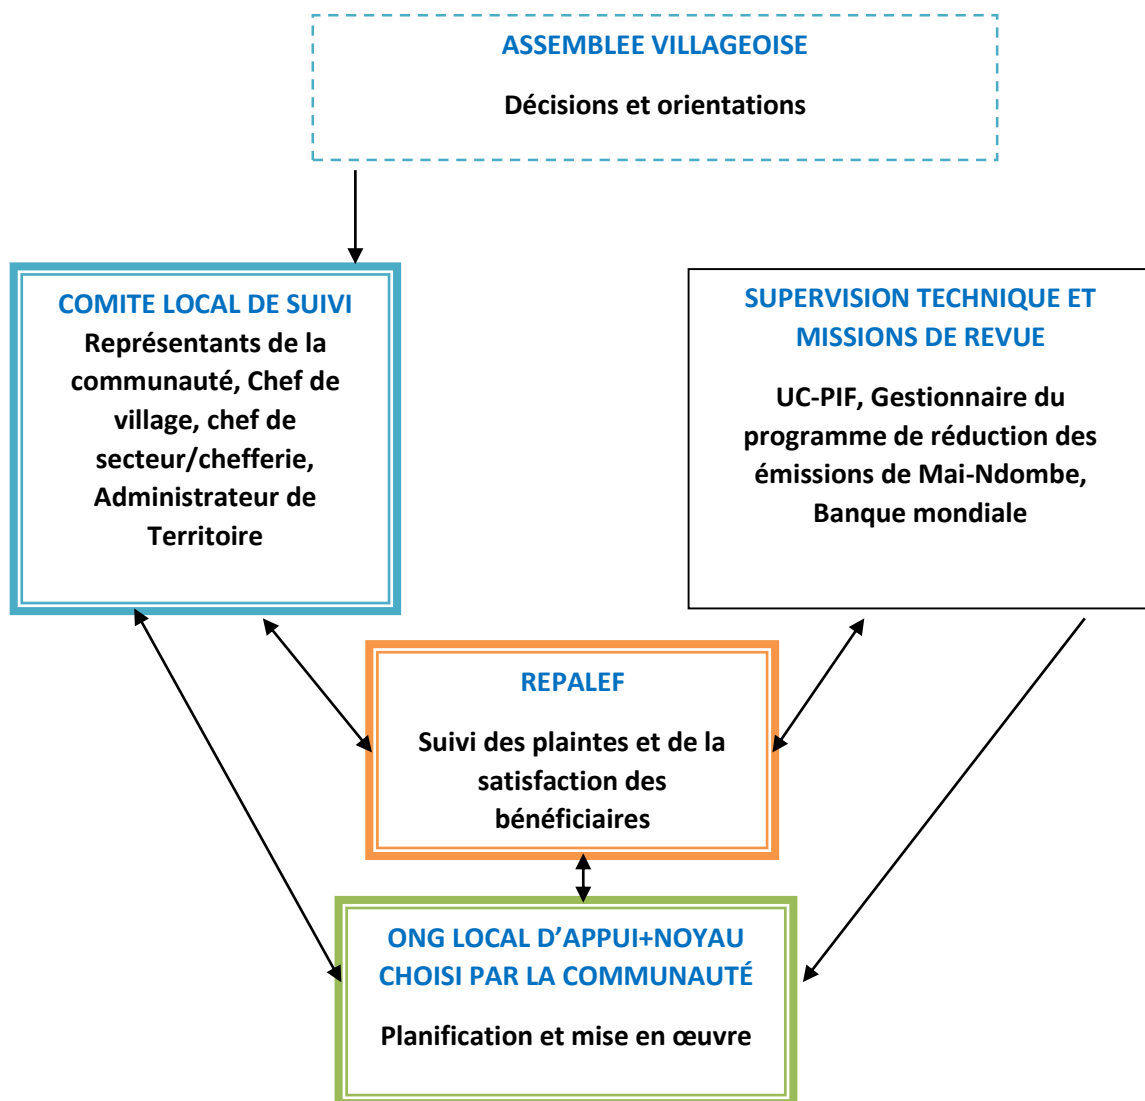 ASSEMBLEE VILLAGEOISE
Décisions et orientations
COMITE LOCAL DE SUIVI
Représentants de la
communauté, Chef de
village, chef de
secteur/chefferie,
Administrateur de
Territoire
SUPERVISION TECHNIQUE ET
MISSIONS DE REVUE
UC-PIF, Gestionnaire du
programme de réduction des
émissions de Mai-Ndombe,
Banque mondiale
REPALEF
Suivi des plaintes et de la
satisfaction des
bénéficiaires
ONG LOCAL D’APPUI+NOYAU
CHOISI PAR LA COMMUNAUTÉ
Planification et mise en œuvre